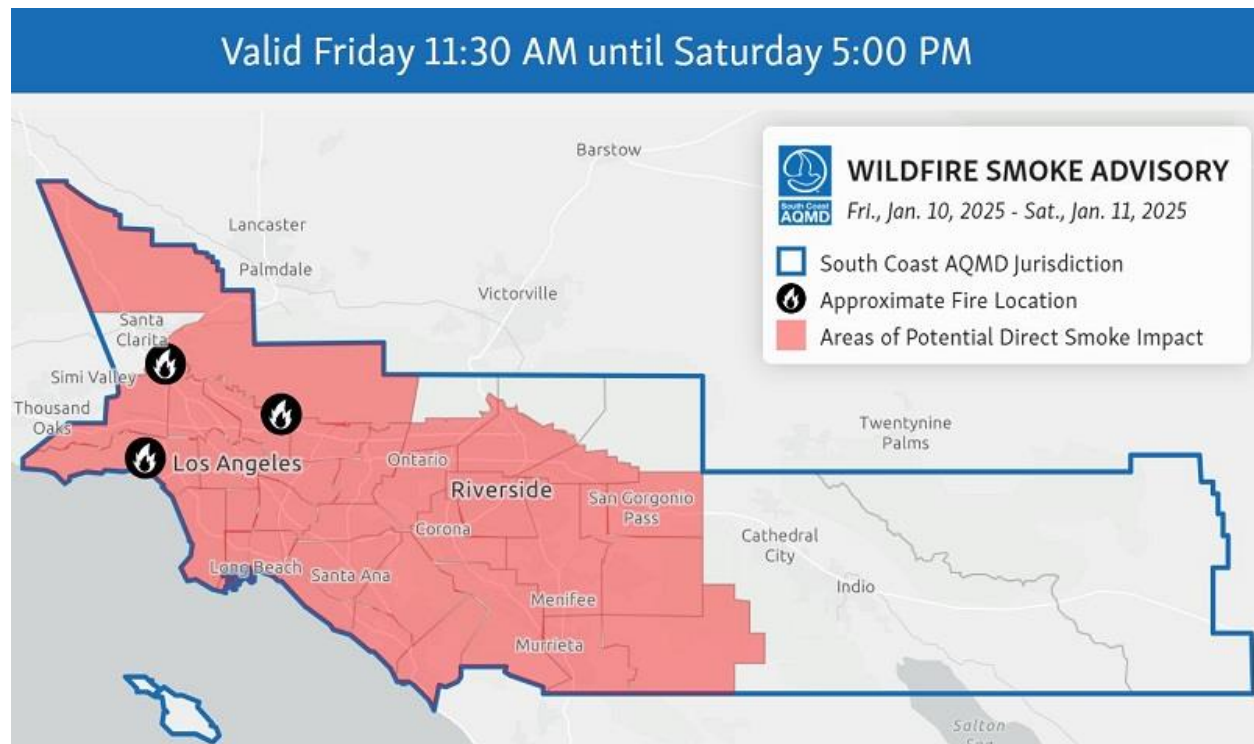 Valid Friday 11:30 AM until Saturday 5:00 PM
WILDFIRE SMOKE ADVISORY
South Coast
AQMD
Fri., Jan. 10, 2025 - Sat., Jan. 11, 2025
South Coast AQMD Jurisdiction
Approximate Fire Location
Areas of Potential Direct Smoke Impact
Barstow
Lancaster
Palmdale
Victorville
Santa
Clarita
Simi Valley
Thousand
Oaks
Twentynine
Palms
Los Angeles
Ontario
Riverside
San Gorgonio
Pass
Corona
Cathedral
City
Long Beach
Santa Ana
Indio
Menifee
Murrieta
Salton
Sea